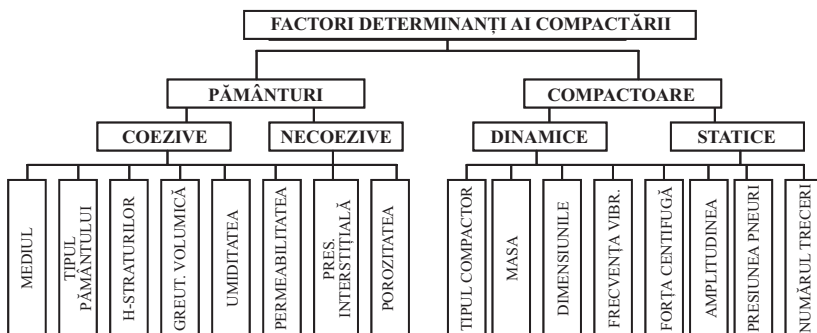 FACTORI DETERMINANȚI AI COMPACTĂRII
PĂMÂNTURI
COMPACTOARE
COEZIVE
NECOEZIVE
DINAMICE
STATICE
MEDIUL
TIPUL
PĂMÂNTULUI
H-STRATURILOR
GREUT. VOLUMICĂ
UMIDITATEA
PERMEABILITATEA
PRES.
INTERSTIȚIALĂ
POROZITATEA
TIPUL COMPACTOR
MASA
DIMENSIUNILE
FRECVENȚA VIBR.
FORȚA CENTIFUGĂ
AMPLITUDINEA
PRESIUNEA PNEURI
NUMĂRUL TRECERI